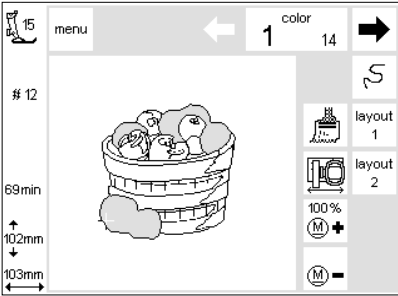 15
menu
color
1 14
# 12
layout
1
layout
2
69min
100%
M +
102mm
M -
103mm